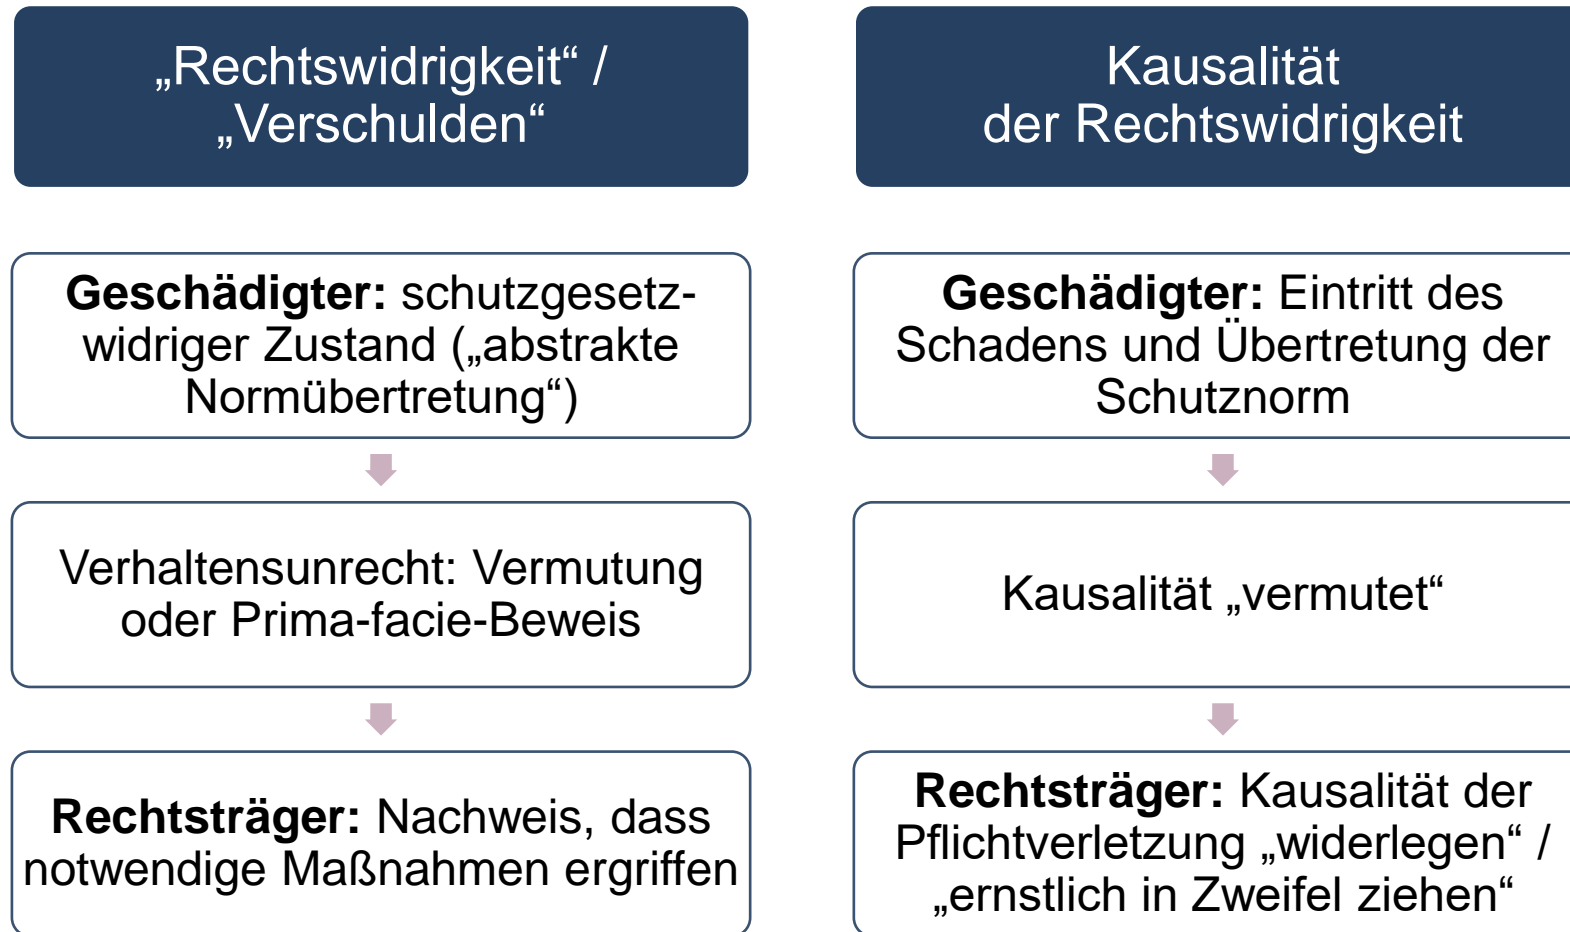 „Rechtswidrigkeit“ /
„Verschulden“
Geschädigter: schutzgesetz-
widriger Zustand („abstrakte
Normübertretung“)
Verhaltensunrecht: Vermutung
oder Prima-facie-Beweis
Rechtsträger: Nachweis, dass
notwendige Maßnahmen ergriffen
Kausalität
der Rechtswidrigkeit
Geschädigter: Eintritt des
Schadens und Übertretung der
Schutznorm
Kausalität „vermutet“
Rechtsträger: Kausalität der
Pflichtverletzung „widerlegen“ /
„ernstlich in Zweifel ziehen“